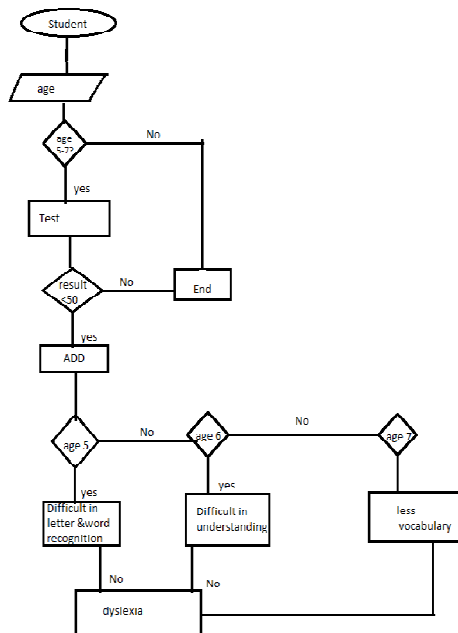 Student
age
age
5-7?
No
yes
Test
result
<50
No
End
yes
ADD
age 5
No
age 6
No
age 7
yes
yes
Difficult in
letter &word
recognition
Difficult in
understanding
less
vocabulary
No
No
dyslexia